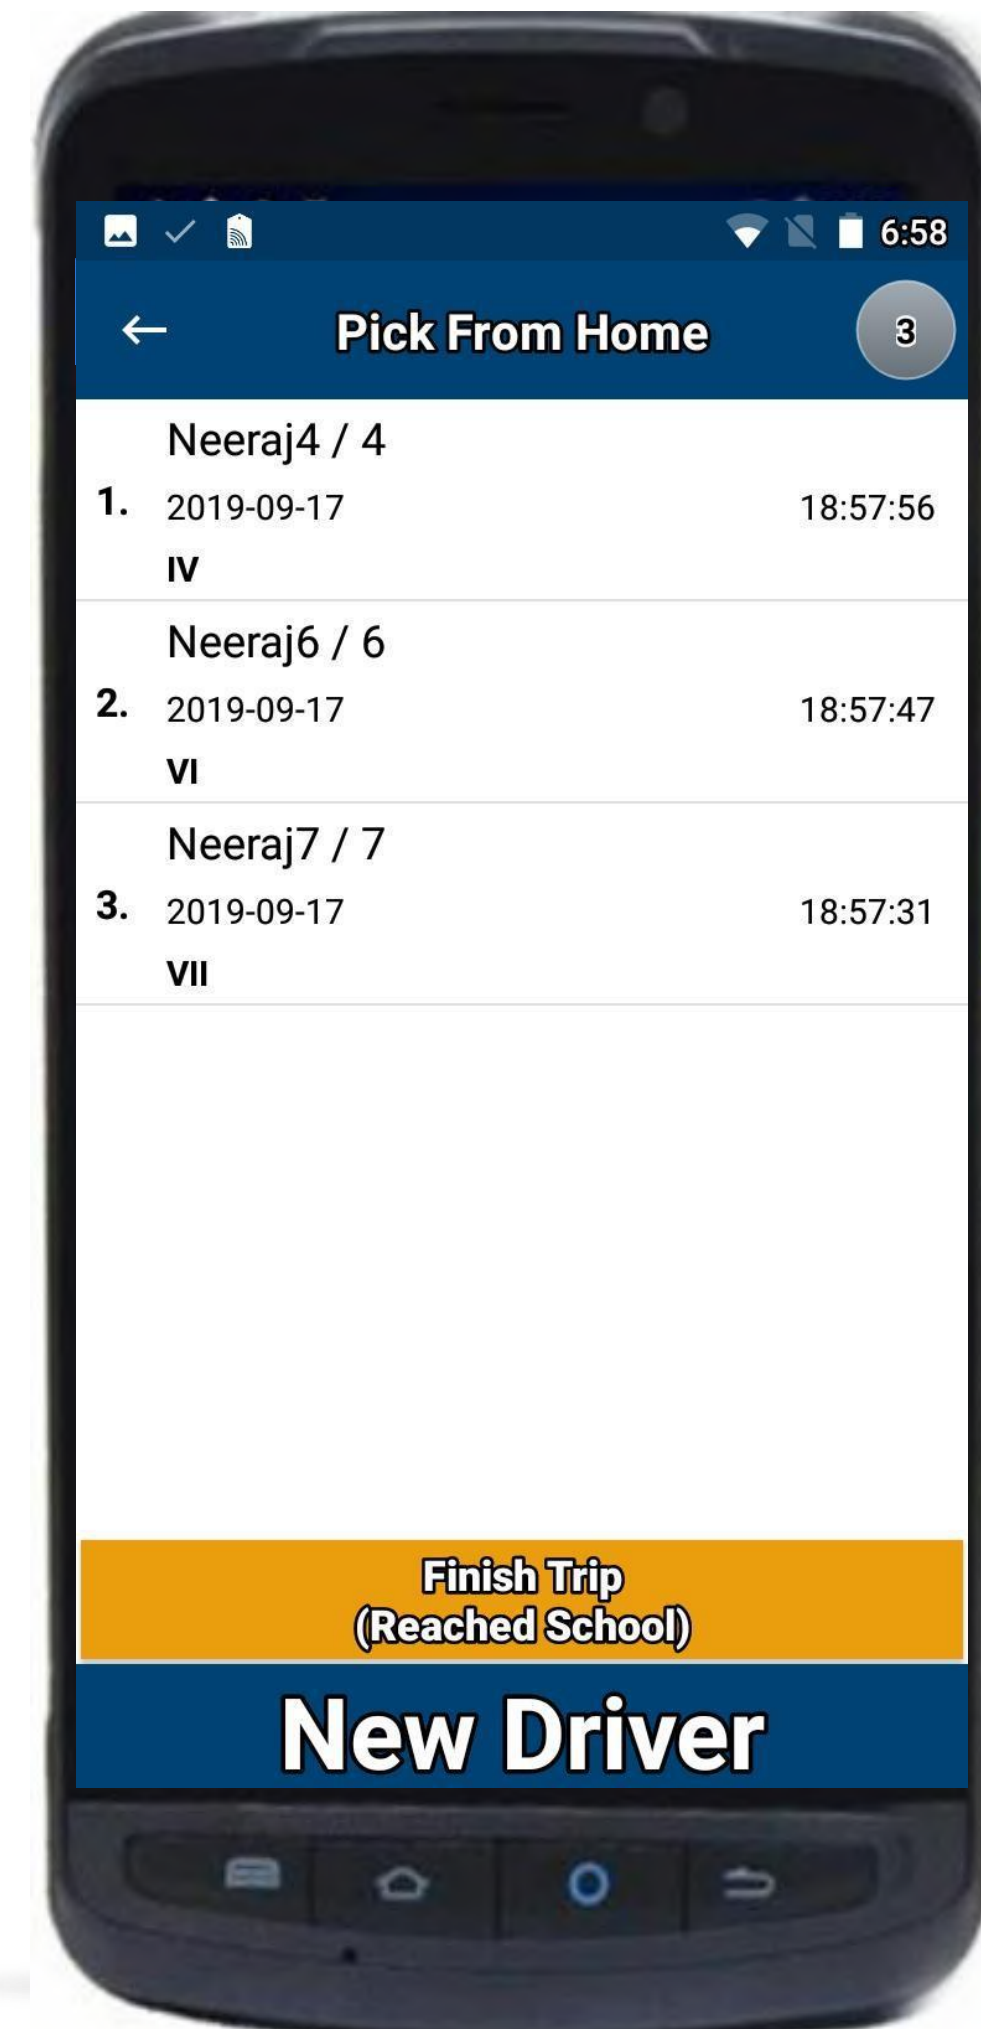 6:58
Pick From Home
3
Neeraj4 / 4
1. 2019-09-17 18:57:56
IV
Neeraj6 / 6
2. 2019-09-17 18:57:47
VI
Neeraj7 / 7
3. 2019-09-17 18:57:31
VII
Finish Trip
(Reached School)
New Driver